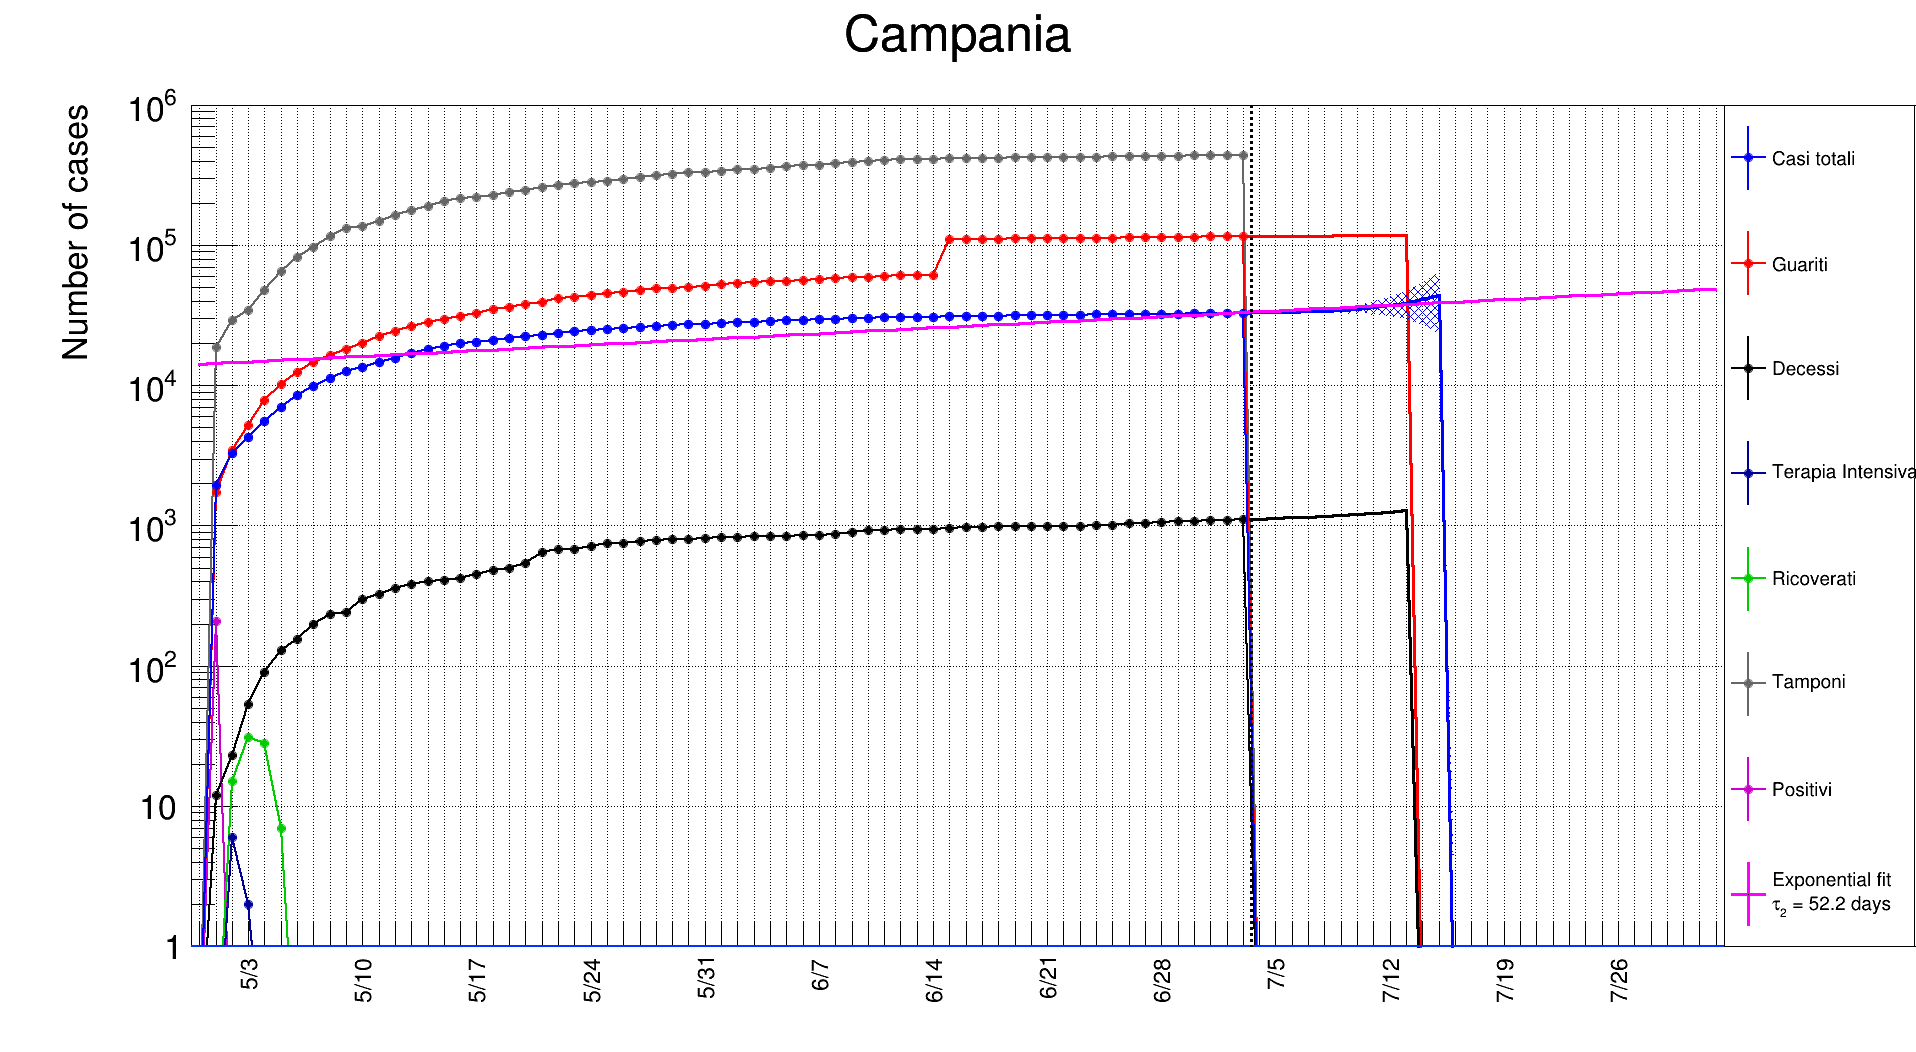 Campania
Number of cases
10^6
10^5
10^4
10^3
10^2
10
1
5/3
5/10
5/17
5/24
5/31
6/7
6/14
6/21
6/28
7/5
7/12
7/19
7/26
Casi totali
Guariti
Decessi
Terapia Intensiva
Ricoverati
Tamponi
Positivi
Exponential fit
τ₂ = 52.2 days